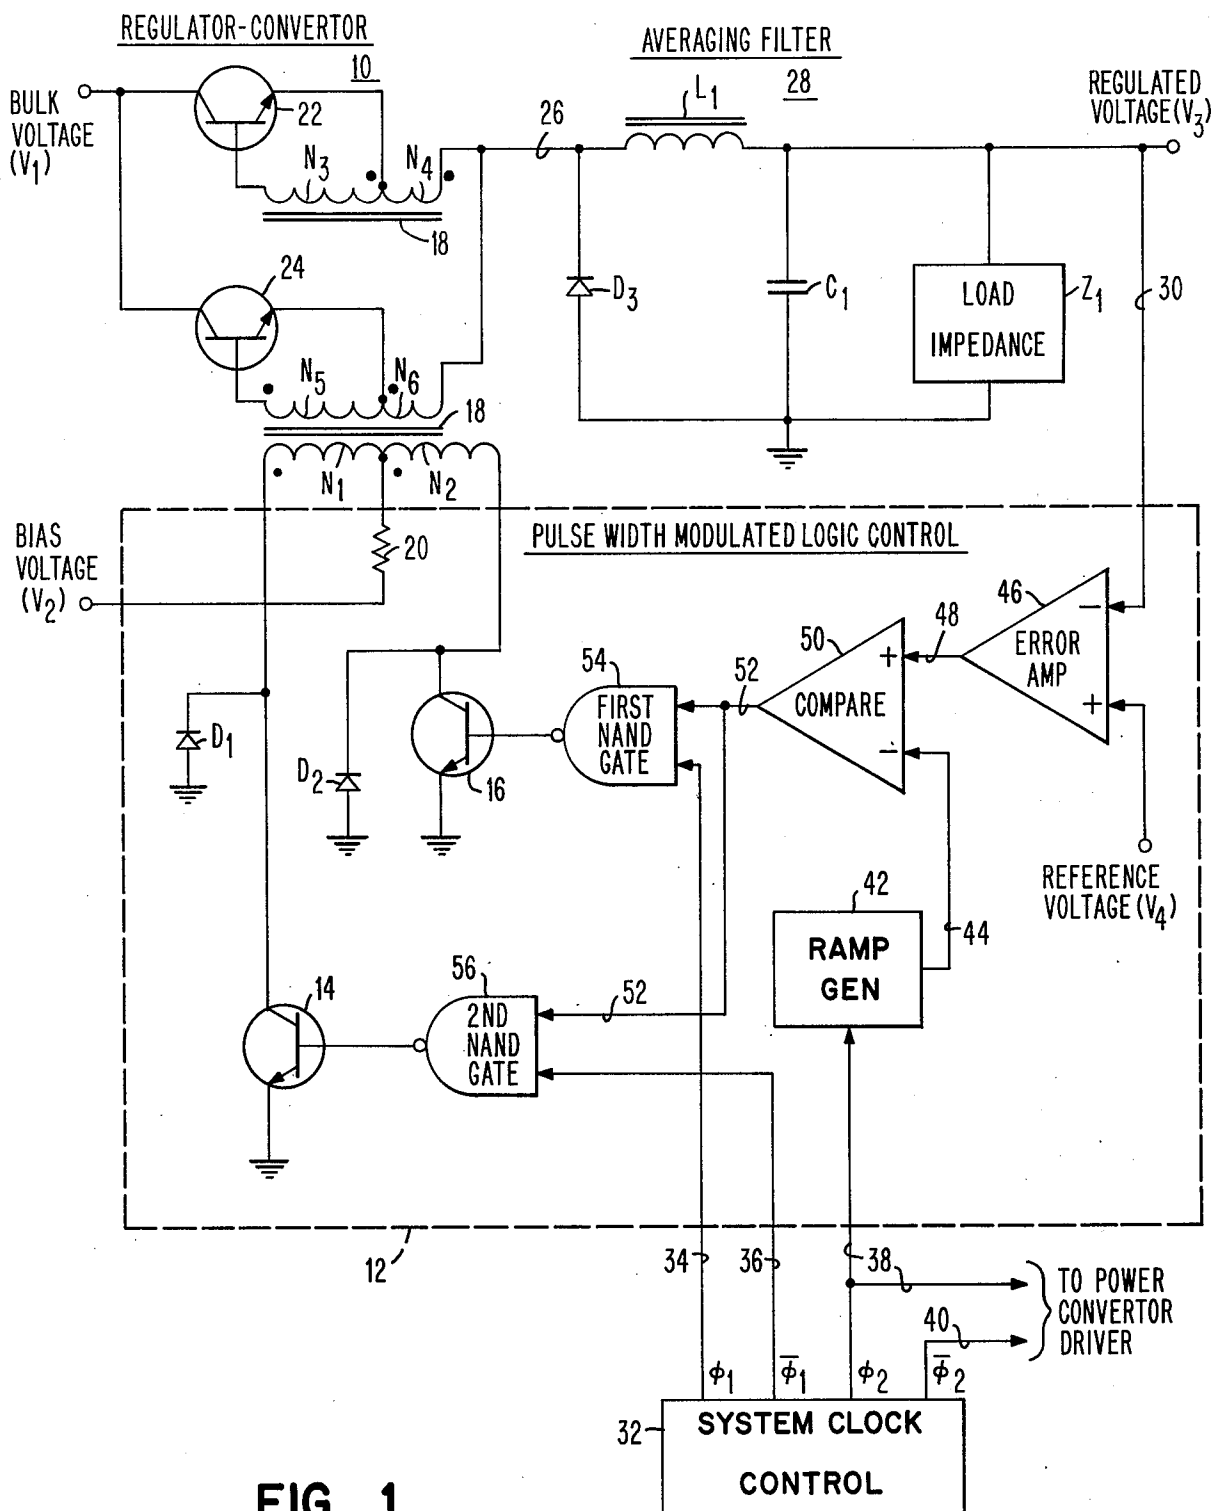 REGULATOR-CONVERTOR
10
AVERAGING FILTER
28
BULK
VOLTAGE
(V1)
22
N3
N4
18
26
L1
REGULATED
VOLTAGE(V3)
24
N5
N6
18
N1
N2
D3
C1
LOAD
IMPEDANCE
Z1
30
BIAS
VOLTAGE
(V2)
20
PULSE WIDTH MODULATED LOGIC CONTROL
46
−
ERROR
AMP
+
48
50
+
COMPARE
−
52
54
FIRST
NAND
GATE
D1
D2
16
REFERENCE
VOLTAGE(V4)
42
RAMP
GEN
44
14
56
2ND
NAND
GATE
52
12
34
36
38
40
TO POWER
CONVERTOR
DRIVER
ϕ1
ϕ̅1
ϕ2
ϕ̅2
32
SYSTEM CLOCK
CONTROL
FIG. 1